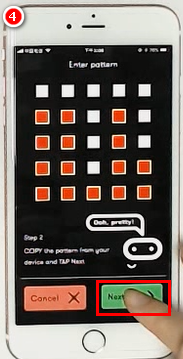 4
Enter pattern
Ooh, pretty!
Step 2
COPY the pattern from your
device and TAP Next
Cancel
Next